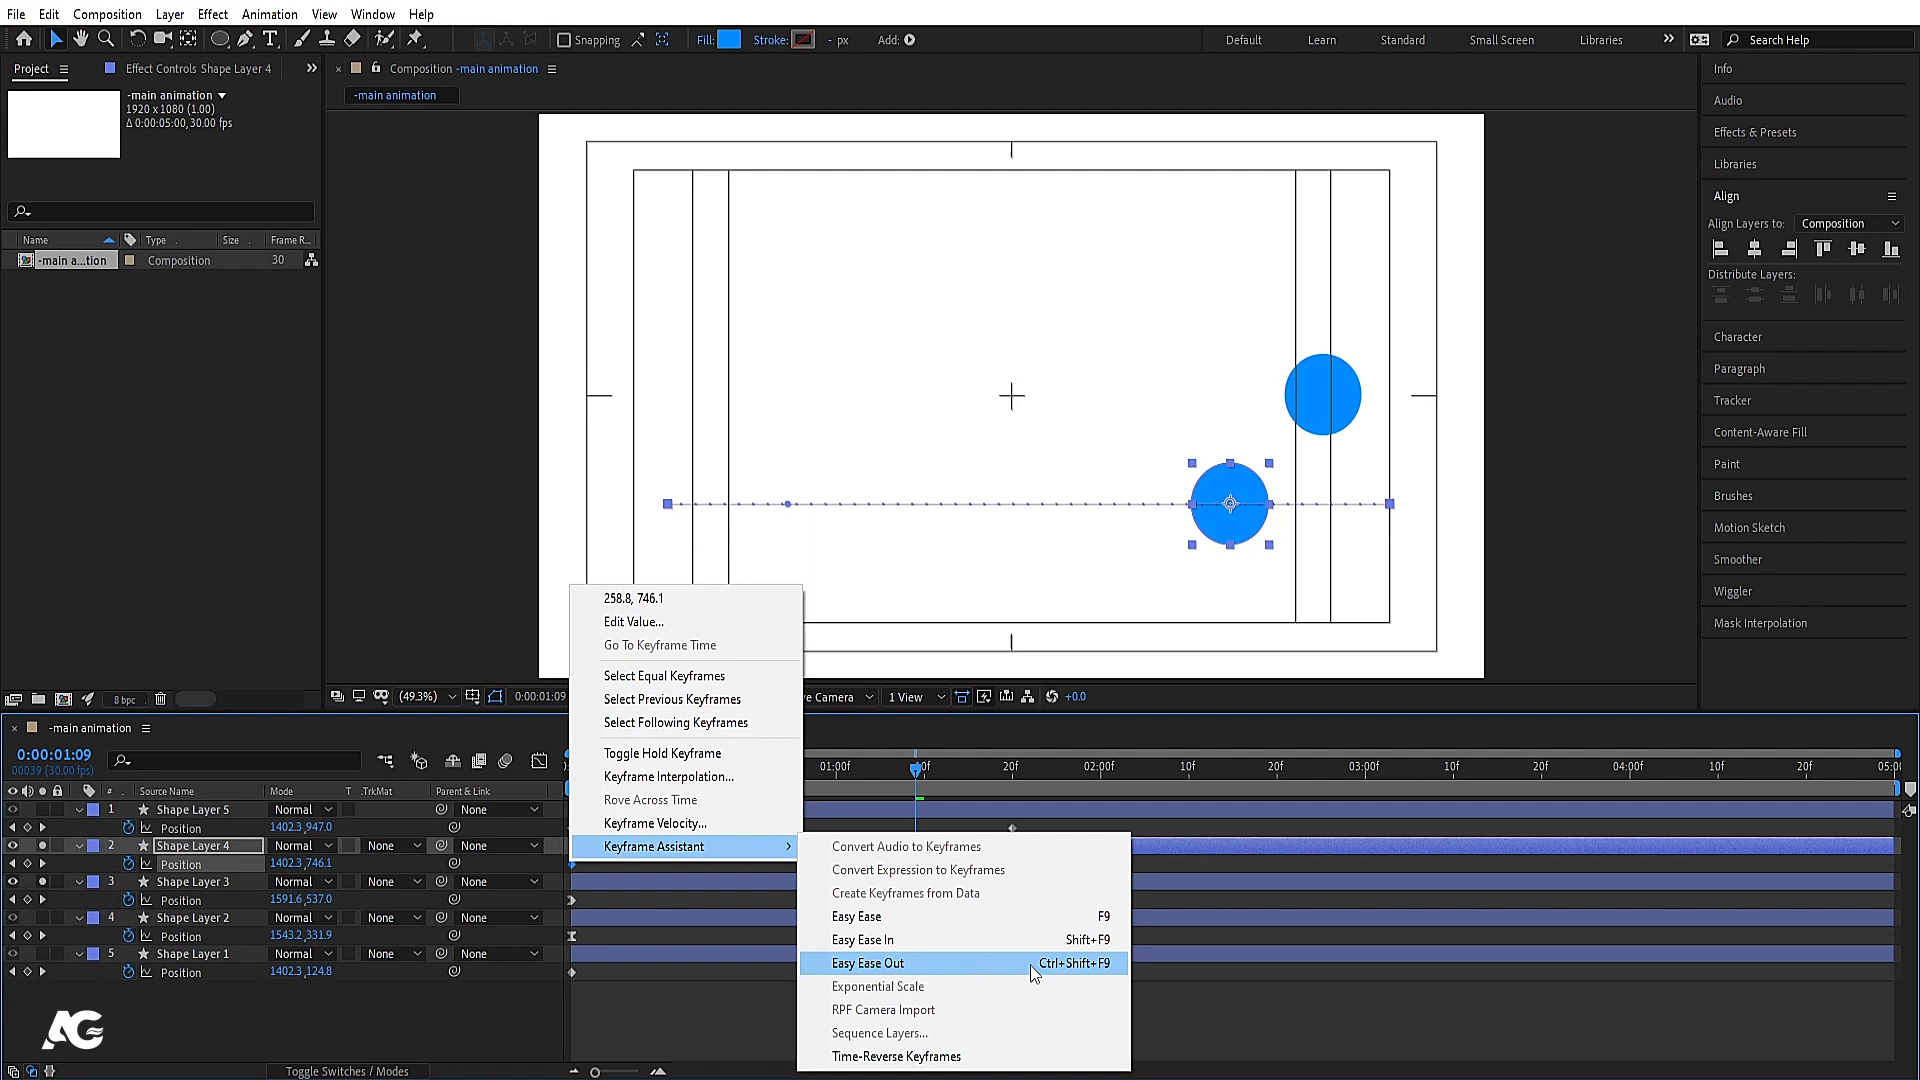 File Edit Composition Layer Effect Animation View Window Help
Snapping Fill: Stroke: - px Add: Default Learn Standard Small Screen Libraries Search Help
Project Effect Controls Shape Layer 4
Composition -main animation
-main animation
-main animation
1920 x 1080 (1.00)
Δ 0:00:05:00, 30.00 fps
Name Type Size Frame R...
-main a...tion Composition 30
Info
Audio
Effects & Presets
Libraries
Align
Align Layers to: Composition
Distribute Layers:
Character
Paragraph
Tracker
Content-Aware Fill
Paint
Brushes
Motion Sketch
Smoother
Wiggler
Mask Interpolation
8 bpc
(49.3%) 0:00:01:09
ve Camera 1 View +0.0
258.8, 746.1
Edit Value...
Go To Keyframe Time
Select Equal Keyframes
Select Previous Keyframes
Select Following Keyframes
Toggle Hold Keyframe
Keyframe Interpolation...
Rove Across Time
Keyframe Velocity...
Keyframe Assistant
Convert Audio to Keyframes
Convert Expression to Keyframes
Create Keyframes from Data
Easy Ease F9
Easy Ease In Shift+F9
Easy Ease Out Ctrl+Shift+F9
Exponential Scale
RPF Camera Import
Sequence Layers...
Time-Reverse Keyframes
-main animation
0:00:01:09
00039 (30.00 fps)
01:00f 20f 02:00f 10f 20f 03:00f 10f 20f 04:00f 10f 20f 05:0
# Source Name Mode T .TrkMat Parent & Link
1 Shape Layer 5 Normal None
Position 1402.3,947.0
2 Shape Layer 4 Normal None None
Position 1402.3,746.1
3 Shape Layer 3 Normal None None
Position 1591.6,537.0
4 Shape Layer 2 Normal None None
Position 1543.2,331.9
5 Shape Layer 1 Normal None None
Position 1402.3,124.8
AG
Toggle Switches / Modes